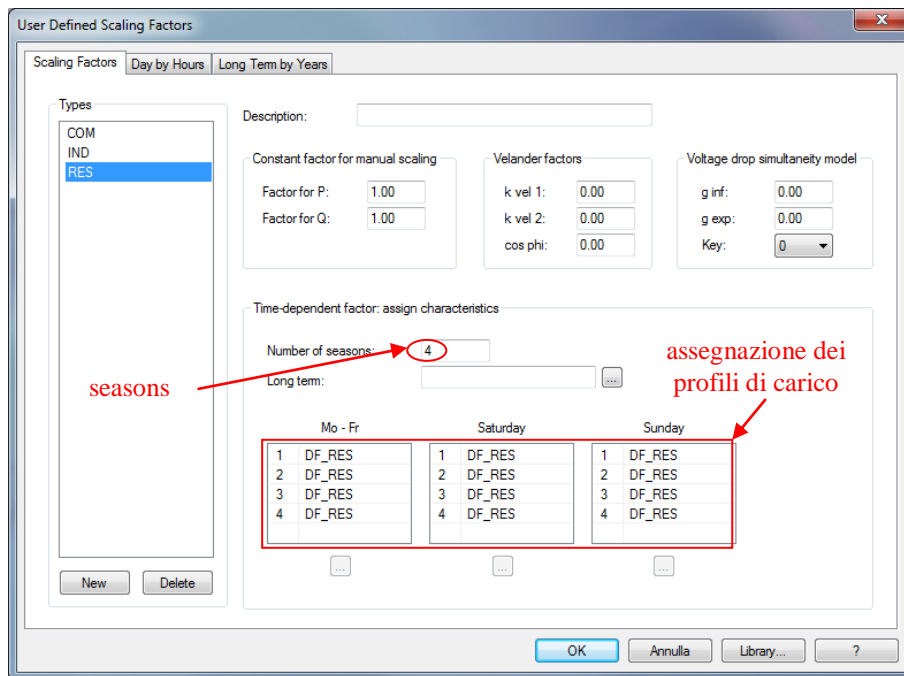 User Defined Scaling Factors
Scaling Factors Day by Hours Long Term by Years
Types
COM
IND
RES
New Delete
Description:
Constant factor for manual scaling
Factor for P: 1.00
Factor for Q: 1.00
Velander factors
k vel 1: 0.00
k vel 2: 0.00
cos phi: 0.00
Voltage drop simultaneity model
g inf: 0.00
g exp: 0.00
Key: 0
Time-dependent factor: assign characteristics
Number of seasons: 4
Long term: ...
seasons
assegnazione dei
profili di carico
Mo - Fr Saturday Sunday
1 DF_RES 1 DF_RES 1 DF_RES
2 DF_RES 2 DF_RES 2 DF_RES
3 DF_RES 3 DF_RES 3 DF_RES
4 DF_RES 4 DF_RES 4 DF_RES
... ... ...
OK Annulla Library... ?